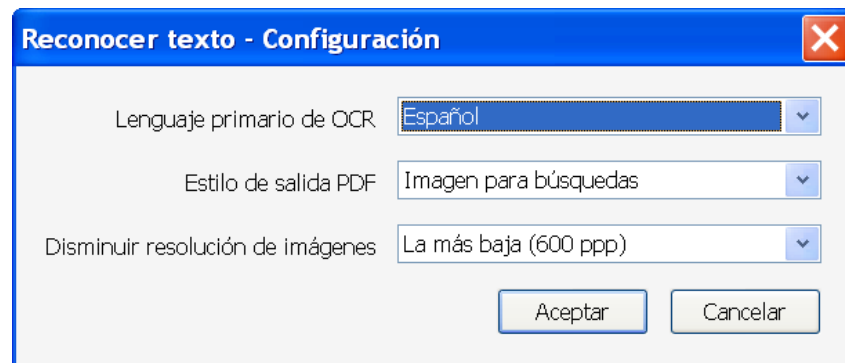 Reconocer texto - Configuración
Lenguaje primario de OCR Español
Estilo de salida PDF Imagen para búsquedas
Disminuir resolución de imágenes La más baja (600 ppp)
Aceptar Cancelar